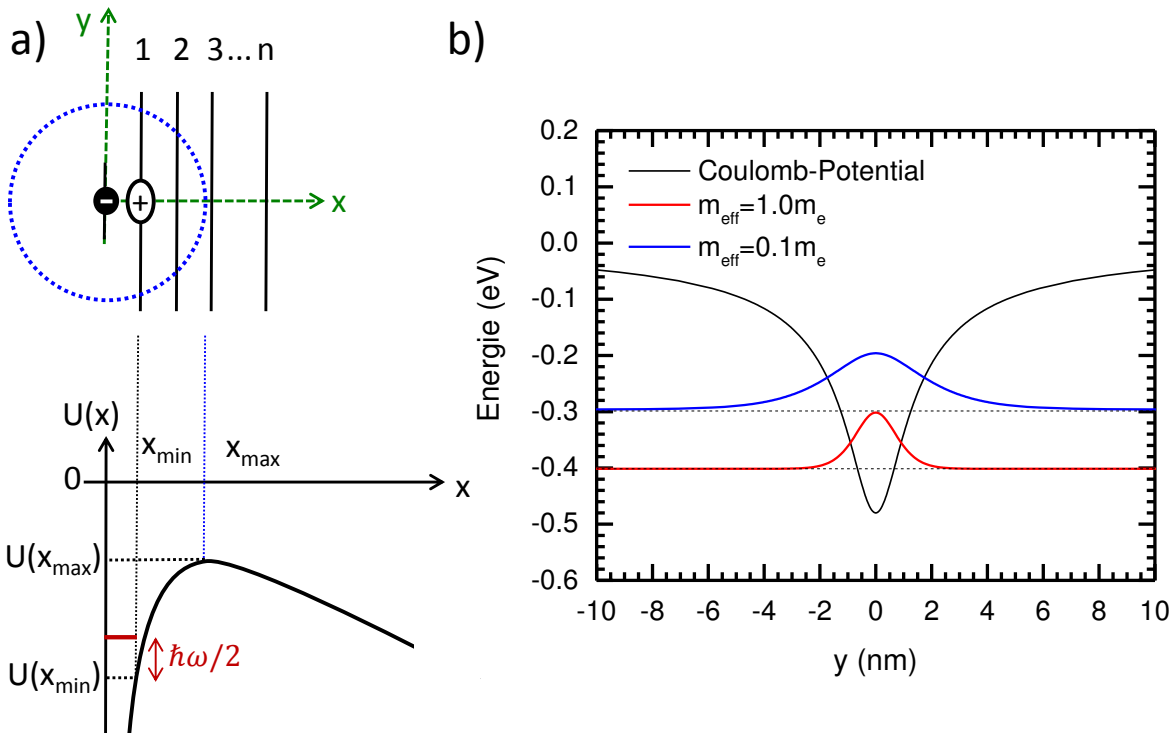 a)
y
1 2 3... n
−
+
x
U(x)
x_min
x_max
0
x
U(x_max)
ħω/2
U(x_min)
b)
Coulomb-Potential
m_eff=1.0m_e
m_eff=0.1m_e
Energie (eV)
0.2
0.1
0.0
-0.1
-0.2
-0.3
-0.4
-0.5
-0.6
-10 -8 -6 -4 -2 0 2 4 6 8 10
y (nm)